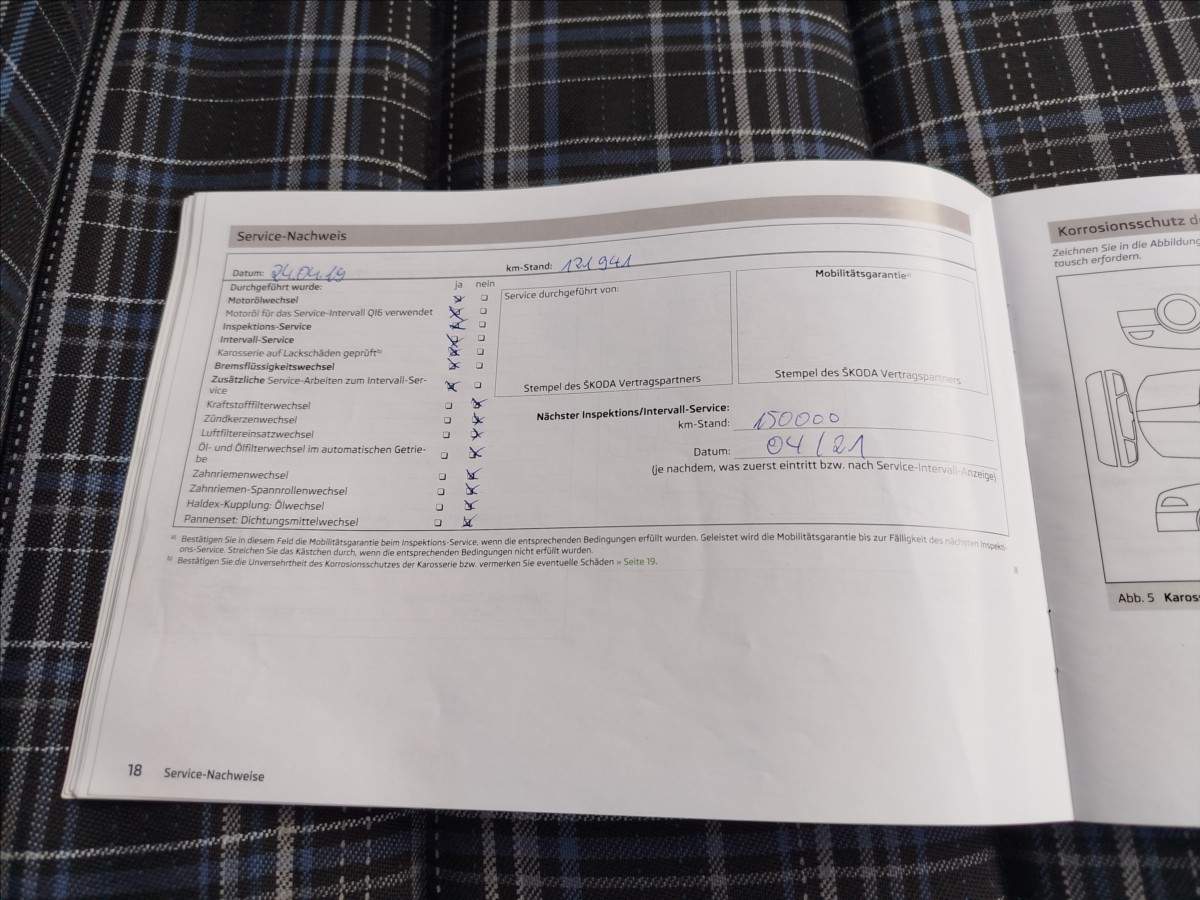 Service-Nachweis
Datum: 24.04.19
km-Stand: 121941
Durchgeführt wurde:
ja nein
Motorölwechsel
Motoröl für das Service-Intervall QI6 verwendet
Inspektions-Service
Intervall-Service
Karosserie auf Lackschäden geprüft b)
Bremsflüssigkeitswechsel
Zusätzliche Service-Arbeiten zum Intervall-Ser-
vice
Kraftstofffilterwechsel
Zündkerzenwechsel
Luftfiltereinsatzwechsel
Öl- und Ölfilterwechsel im automatischen Getrie-
be
Zahnriemenwechsel
Zahnriemen-Spannrollenwechsel
Haldex-Kupplung: Ölwechsel
Pannenset: Dichtungsmittelwechsel
Service durchgeführt von:
Stempel des ŠKODA Vertragspartners
Mobilitätsgarantie a)
Stempel des ŠKODA Vertragspartners
Nächster Inspektions/Intervall-Service:
km-Stand: 150000
Datum: 04/21
(je nachdem, was zuerst eintritt bzw. nach Service-Intervall-Anzeige)
a) Bestätigen Sie in diesem Feld die Mobilitätsgarantie beim Inspektions-Service, wenn die entsprechenden Bedingungen erfüllt wurden. Geleistet wird die Mobilitätsgarantie bis zur Fälligkeit des nächsten Inspekti-
ons-Service. Streichen Sie das Kästchen durch, wenn die entsprechenden Bedingungen nicht erfüllt wurden.
b) Bestätigen Sie die Unversehrtheit des Korrosionsschutzes der Karosserie bzw. vermerken Sie eventuelle Schäden » Seite 19.
18 Service-Nachweise
Korrosionsschutz d
Zeichnen Sie in die Abbildung
tausch erfordern.
Abb. 5 Karos